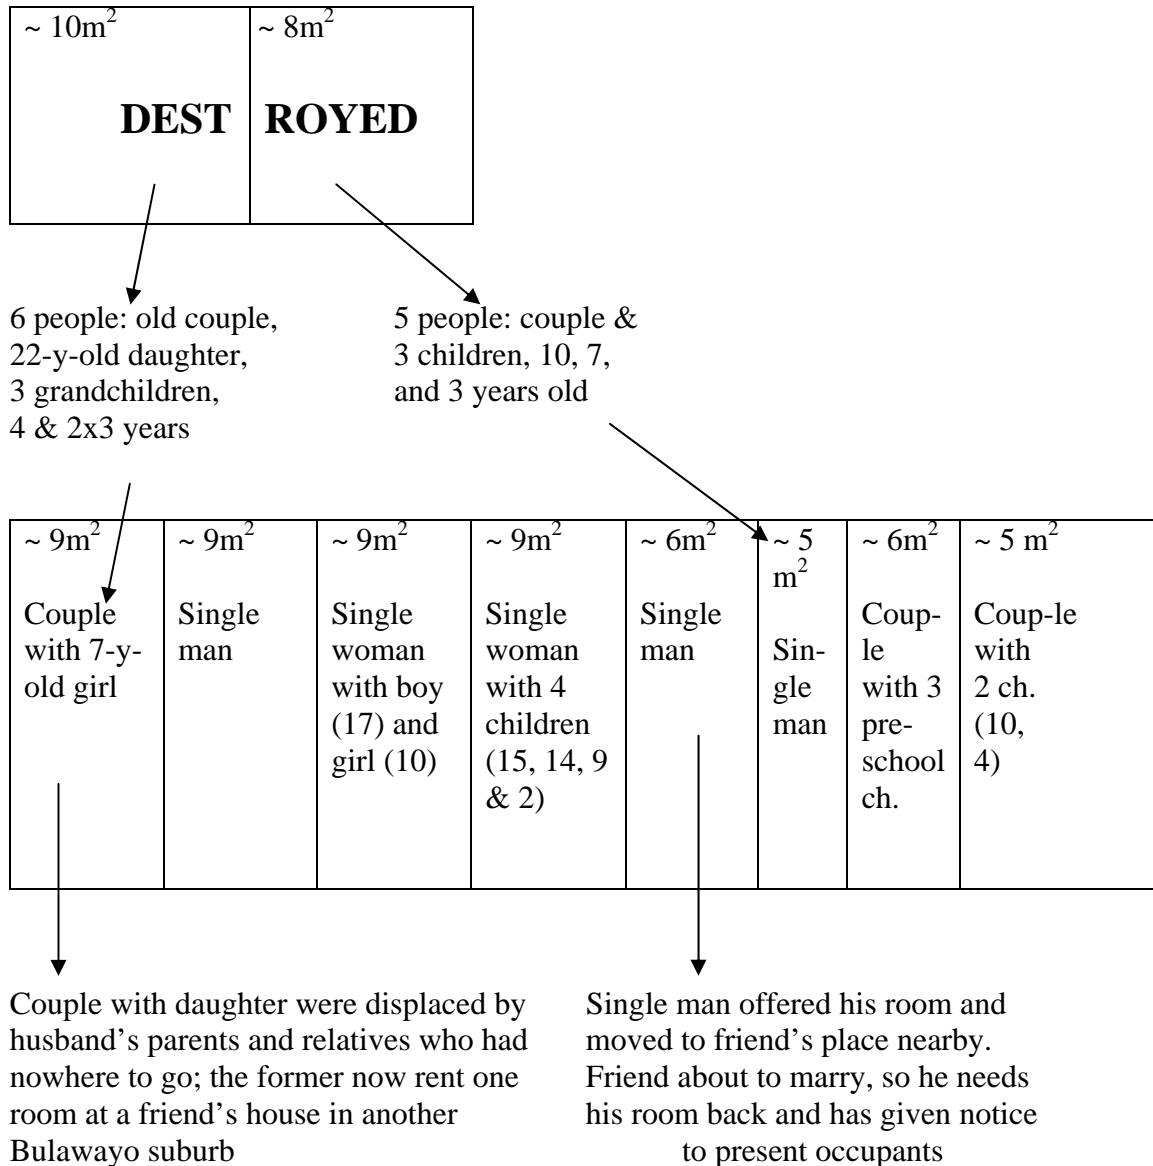 ~ 10m²
DEST
~ 8m²
ROYED
6 people: old couple,
22-y-old daughter,
3 grandchildren,
4 & 2x3 years
5 people: couple &
3 children, 10, 7,
and 3 years old
~ 9m²
Couple
with 7-y-
old girl
~ 9m²
Single
man
~ 9m²
Single
woman
with boy
(17) and
girl (10)
~ 9m²
Single
woman
with 4
children
(15, 14, 9
& 2)
~ 6m²
Single
man
~ 5
m²
Sin-
gle
man
~ 6m²
Coup-
le
with 3
pre-
school
ch.
~ 5 m²
Coup-le
with
2 ch.
(10,
4)
Couple with daughter were displaced by
husband’s parents and relatives who had
nowhere to go; the former now rent one
room at a friend’s house in another
Bulawayo suburb
Single man offered his room and
moved to friend’s place nearby.
Friend about to marry, so he needs
his room back and has given notice
to present occupants